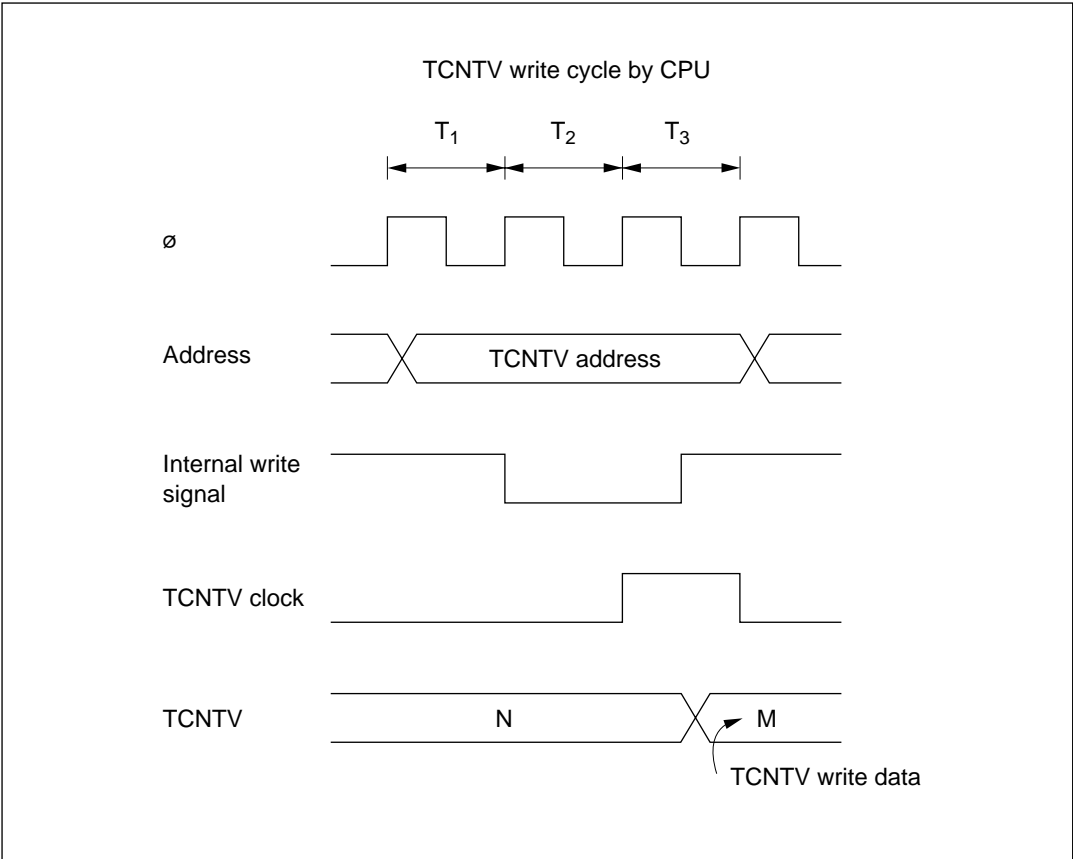 TCNTV write cycle by CPU
T1 T2 T3
ø
Address TCNTV address
Internal write
signal
TCNTV clock
TCNTV N M
TCNTV write data